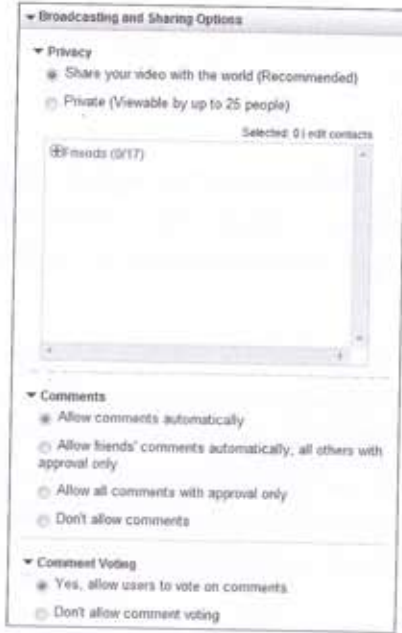 Broadcasting and Sharing Options
Privacy
Share your video with the world (Recommended)
Private (Viewable by up to 25 people)
Selected: 0 | edit contacts
Friends (0/17)
Comments
Allow comments automatically
Allow friends' comments automatically, all others with
approval only
Allow all comments with approval only
Don't allow comments
Comment Voting
Yes, allow users to vote on comments
Don't allow comment voting